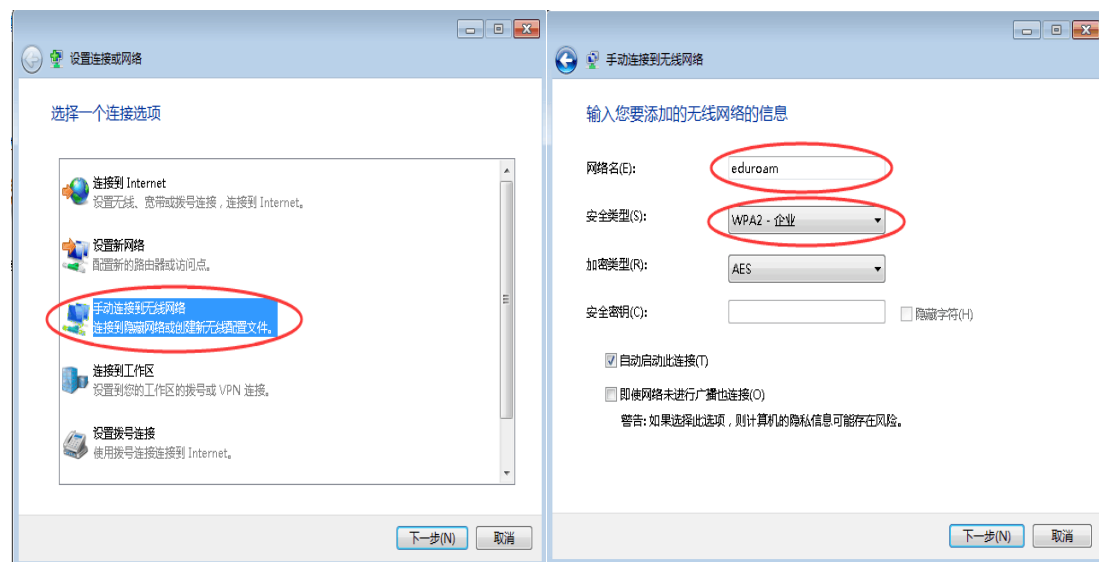 设置连接或网络
选择一个连接选项
连接到 Internet
设置无线、宽带或拨号连接，连接到 Internet。
设置新网络
配置新的路由器或访问点。
手动连接到无线网络
连接到隐藏网络或创建新无线配置文件。
连接到工作区
设置到您的工作区的拨号或 VPN 连接。
设置拨号连接
使用拨号连接连接到 Internet。
下一步(N)
取消
手动连接到无线网络
输入您要添加的无线网络的信息
网络名(E):
eduroam
安全类型(S):
WPA2 - 企业
加密类型(R):
AES
安全密钥(C):
隐藏字符(H)
自动启动此连接(T)
即使网络未进行广播也连接(O)
警告: 如果选择此选项，则计算机的隐私信息可能存在风险。
下一步(N)
取消